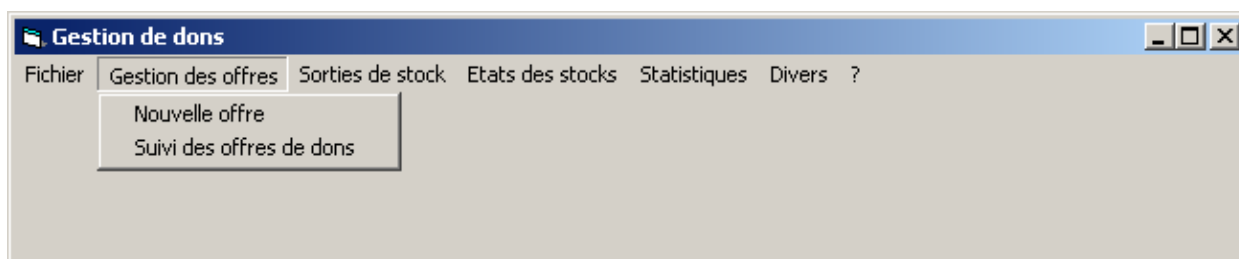 Gestion de dons
Fichier Gestion des offres Sorties de stock Etats des stocks Statistiques Divers ?
Nouvelle offre
Suivi des offres de dons